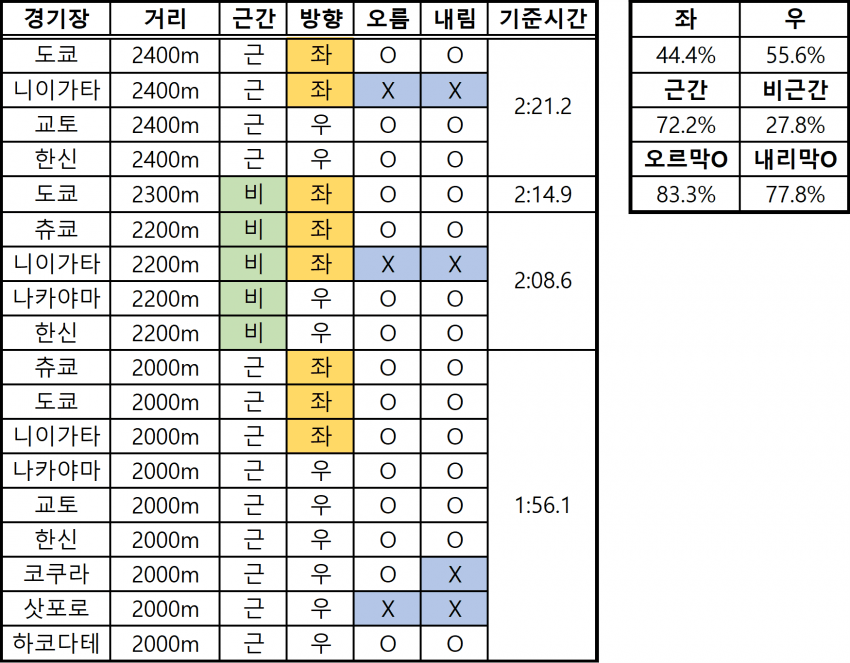 경기장 거리 근간 방향 오름 내림 기준시간
도쿄 2400m 근 좌 O O 2:21.2
니이가타 2400m 근 좌 X X
교토 2400m 근 우 O O
한신 2400m 근 우 O O
도쿄 2300m 비 좌 O O 2:14.9
츄쿄 2200m 비 좌 O O 2:08.6
니이가타 2200m 비 좌 X X
나카야마 2200m 비 우 O O
한신 2200m 비 우 O O
츄쿄 2000m 근 좌 O O 1:56.1
도쿄 2000m 근 좌 O O
니이가타 2000m 근 좌 O O
나카야마 2000m 근 우 O O
교토 2000m 근 우 O O
한신 2000m 근 우 O O
코쿠라 2000m 근 우 O X
삿포로 2000m 근 우 X X
하코다테 2000m 근 우 O O
좌 우
44.4% 55.6%
근간 비근간
72.2% 27.8%
오르막O 내리막O
83.3% 77.8%